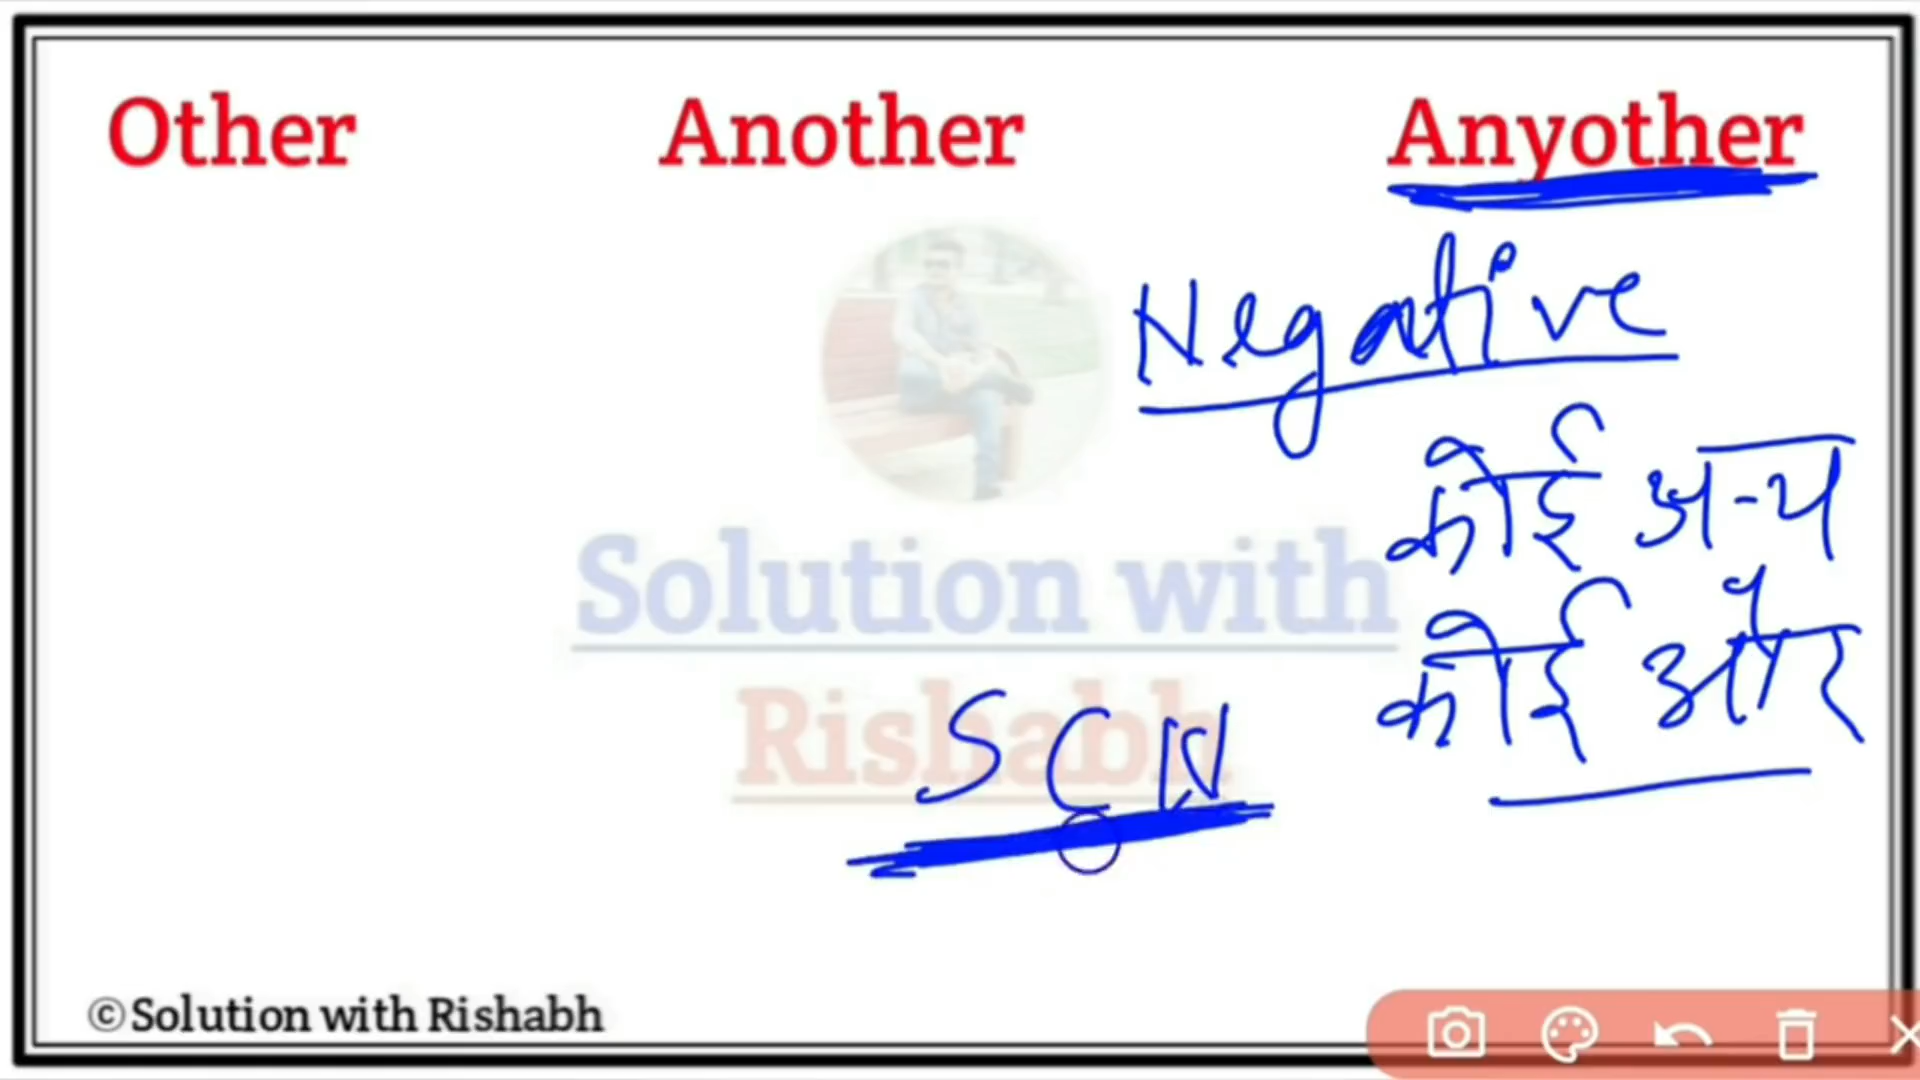 Other Another Anyother
Negative
कोई अन्य
कोई और
Solution with
Rishabh
SCN
©Solution with Rishabh